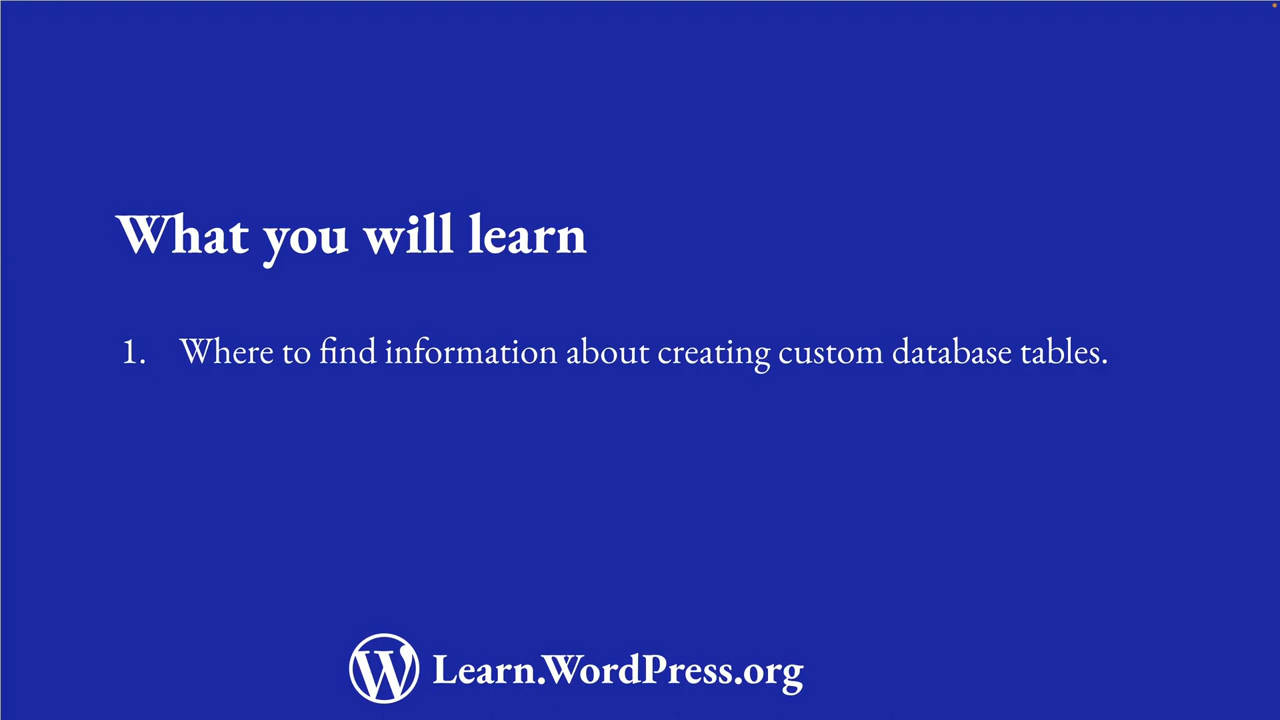 What you will learn
1. Where to find information about creating custom database tables.
Learn.WordPress.org